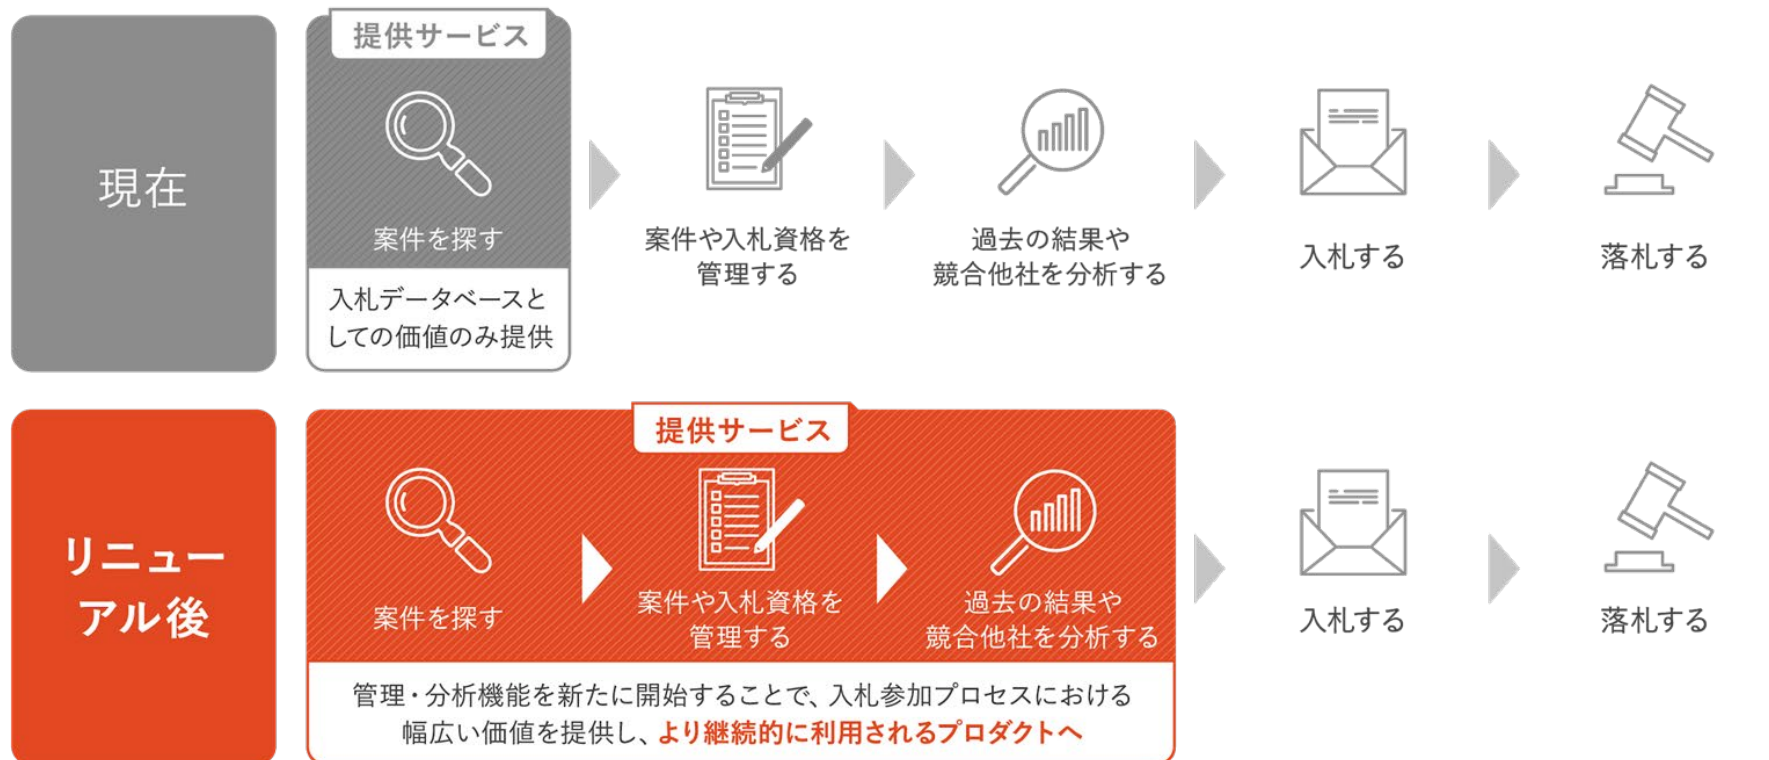 現在
提供サービス
案件を探す
入札データベースと
しての価値のみ提供
案件や入札資格を
管理する
過去の結果や
競合他社を分析する
入札する
落札する
リニュー
アル後
提供サービス
案件を探す
案件や入札資格を
管理する
過去の結果や
競合他社を分析する
管理・分析機能を新たに開始することで、入札参加プロセスにおける
幅広い価値を提供し、より継続的に利用されるプロダクトへ
入札する
落札する